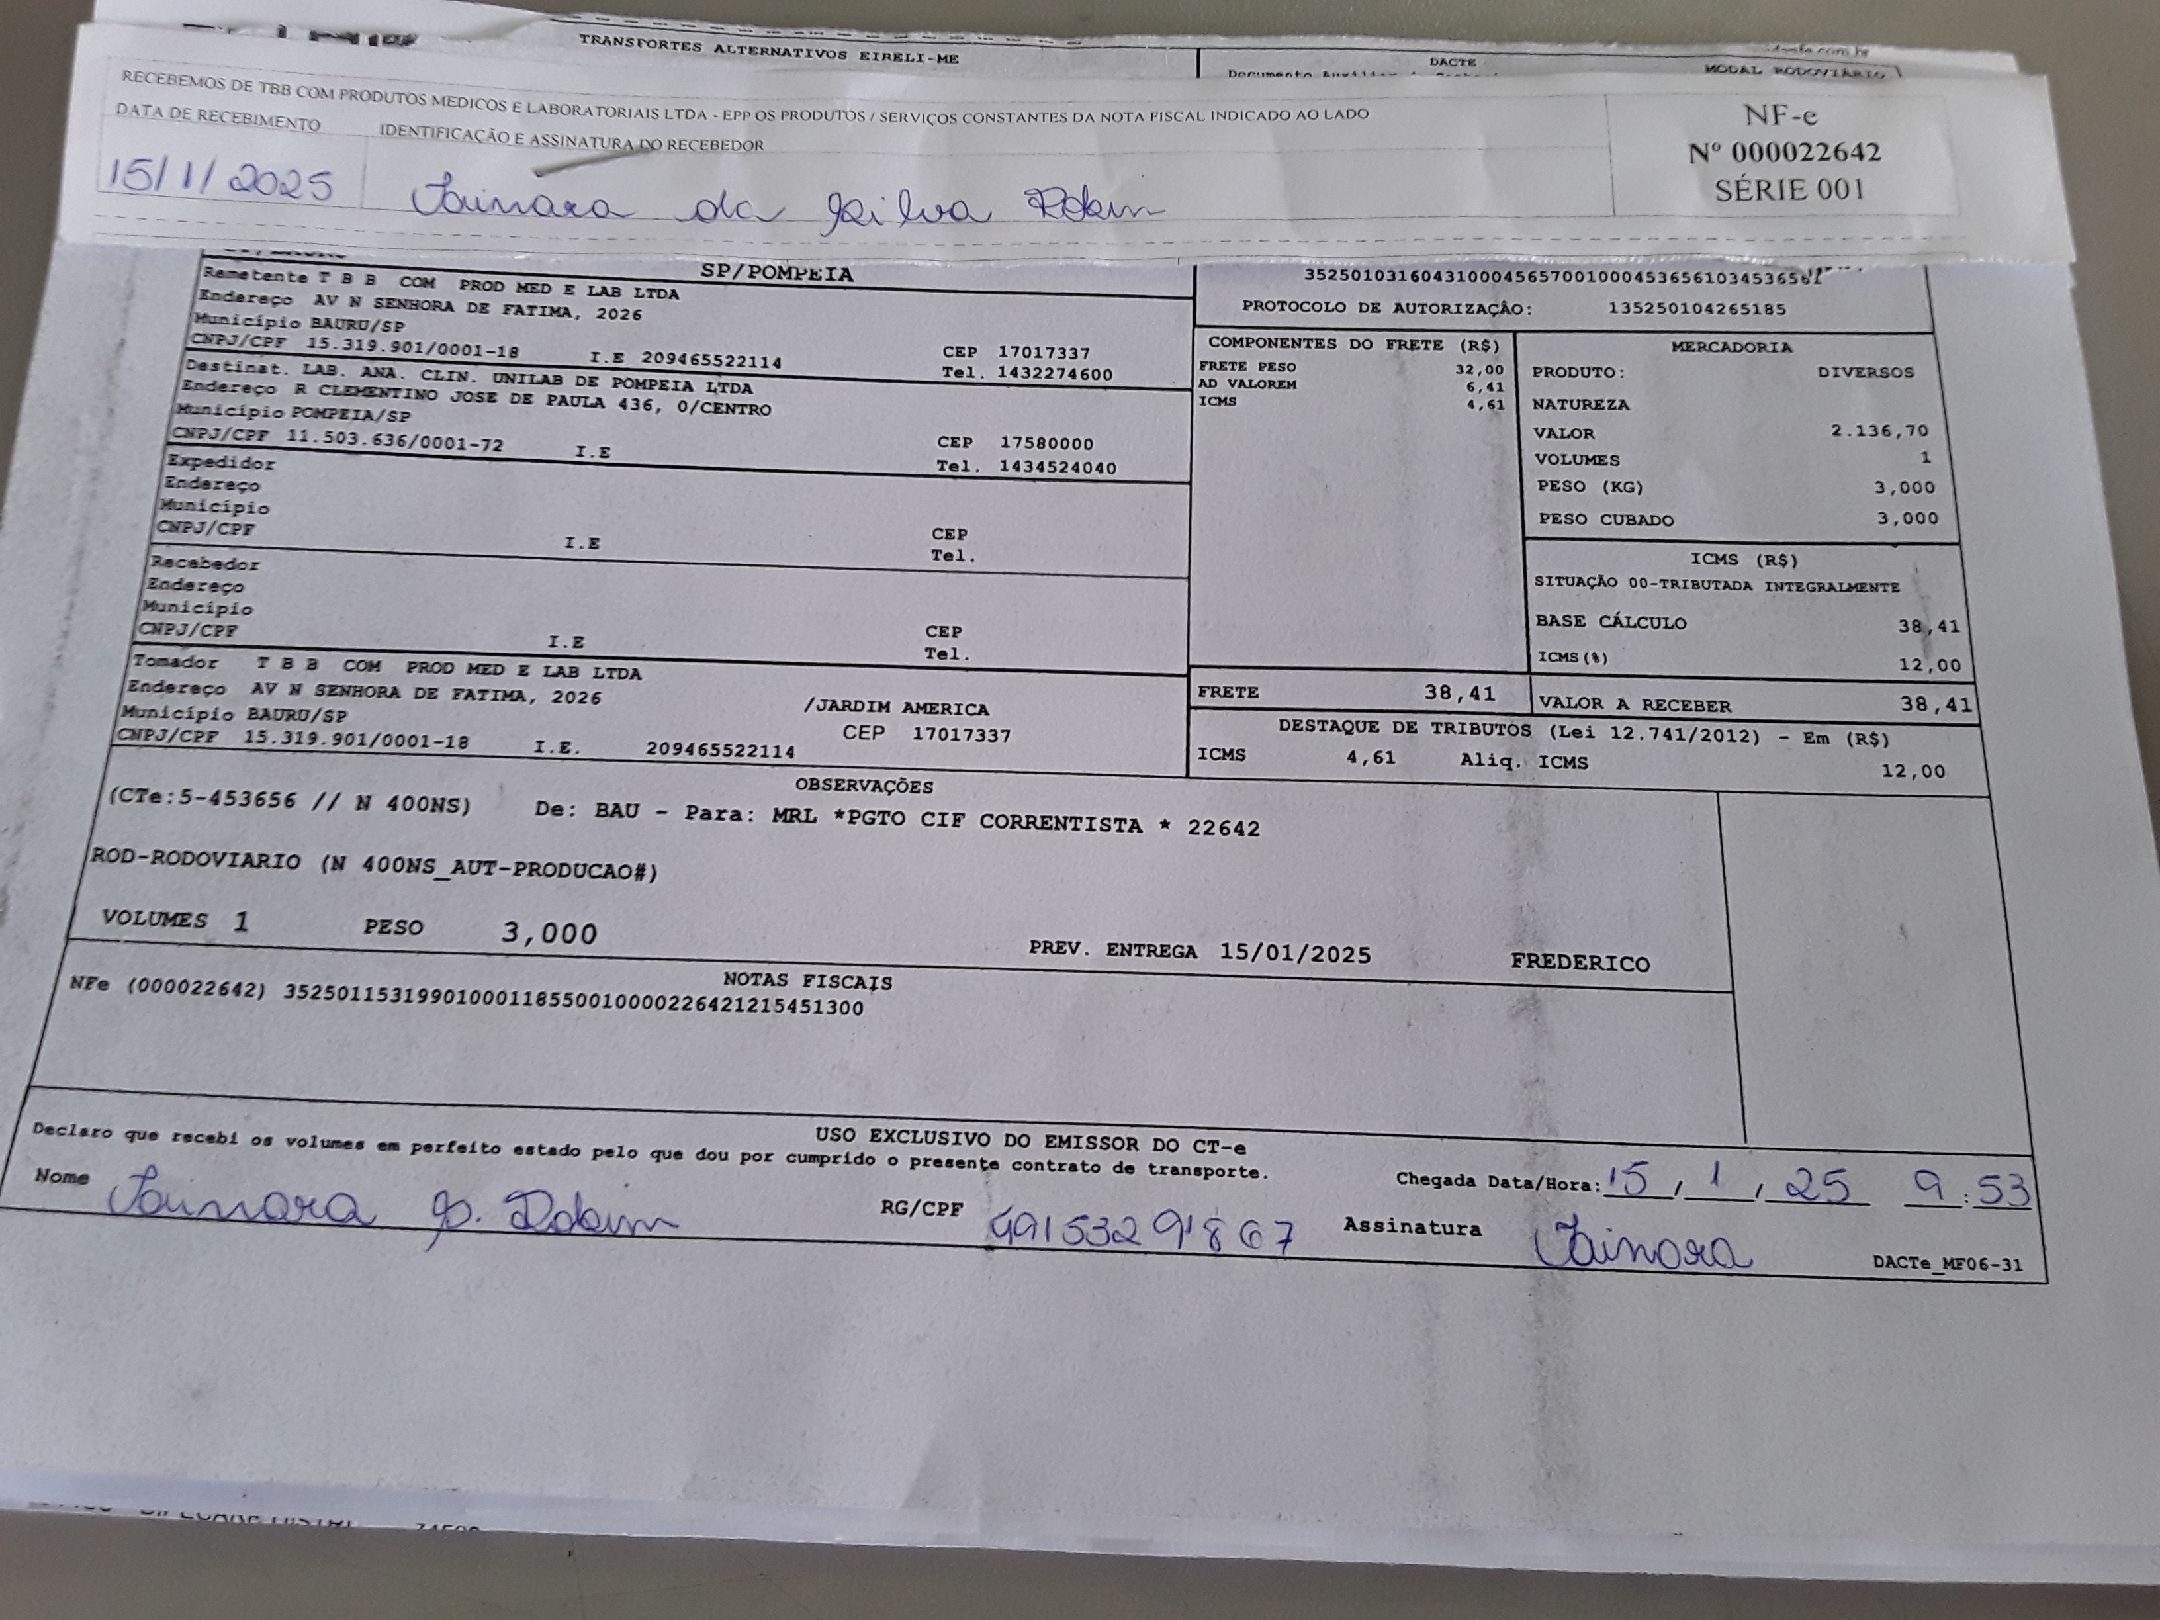 TRANSPORTES ALTERNATIVOS EIRELI-ME
DACTE
MODAL RODOVIÁRIO
RECEBEMOS DE TBB COM PRODUTOS MEDICOS E LABORATORIAIS LTDA - EPP OS PRODUTOS / SERVIÇOS CONSTANTES DA NOTA FISCAL INDICADO AO LADO
DATA DE RECEBIMENTO IDENTIFICAÇÃO E ASSINATURA DO RECEBEDOR
15/1/2025 Tainara da Silva
NF-e
Nº 000022642
SÉRIE 001
SP/POMPEIA
Remetente T B B COM PROD MED E LAB LTDA
Endereço AV N SENHORA DE FATIMA, 2026
Município BAURU/SP
CNPJ/CPF 15.319.901/0001-18 I.E 209465522114
CEP 17017337
Tel. 1432274600
Destinat. LAB. ANA. CLIN. UNILAB DE POMPEIA LTDA
Endereço R CLEMENTINO JOSE DE PAULA 436, 0/CENTRO
Município POMPEIA/SP
CNPJ/CPF 11.503.636/0001-72 I.E
CEP 17580000
Tel. 1434524040
Expedidor
Endereço
Município
CNPJ/CPF I.E
CEP
Tel.
Recebedor
Endereço
Município
CNPJ/CPF I.E
CEP
Tel.
Tomador T B B COM PROD MED E LAB LTDA
Endereço AV N SENHORA DE FATIMA, 2026 /JARDIM AMERICA
Município BAURU/SP CEP 17017337
CNPJ/CPF 15.319.901/0001-18 I.E. 209465522114
PROTOCOLO DE AUTORIZAÇÃO: 135250104265185
COMPONENTES DO FRETE (R$)
FRETE PESO 32,00
AD VALOREM 6,41
ICMS 4,61
MERCADORIA
PRODUTO: DIVERSOS
NATUREZA
VALOR 2.136,70
VOLUMES 1
PESO (KG) 3,000
PESO CUBADO 3,000
ICMS (R$)
SITUAÇÃO 00-TRIBUTADA INTEGRALMENTE
BASE CÁLCULO 38,41
ICMS(%) 12,00
FRETE 38,41 VALOR A RECEBER 38,41
DESTAQUE DE TRIBUTOS (Lei 12.741/2012) - Em (R$)
ICMS 4,61 Aliq. ICMS 12,00
OBSERVAÇÕES
(CTe:5-453656 // N 400NS) De: BAU - Para: MRL *PGTO CIF CORRENTISTA * 22642
ROD-RODOVIARIO (N 400NS_AUT-PRODUCAO#)
VOLUMES 1 PESO 3,000 PREV. ENTREGA 15/01/2025 FREDERICO
NOTAS FISCAIS
NFe (000022642) 35250115319901000118550010000226421215451300
USO EXCLUSIVO DO EMISSOR DO CT-e
Declaro que recebi os volumes em perfeito estado pelo que dou por cumprido o presente contrato de transporte.
Chegada Data/Hora: 15/1/25 9:53
Nome Tainara S. RG/CPF 49153291867 Assinatura Tainara
DACTe_MF06-31